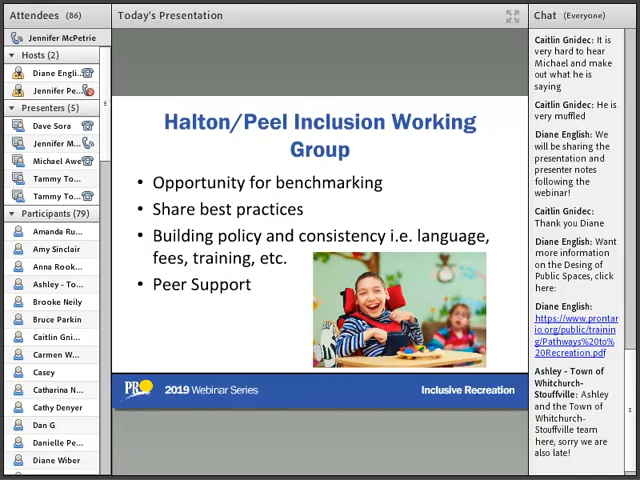 Attendees (86)
Jennifer McPetrie
Hosts (2)
Diane Engli...
Jennifer Pe...
Presenters (5)
Dave Sora
Jennifer M...
Michael Awe
Tammy To...
Tammy To...
Participants (79)
Amanda Ru...
Amy Sinclair
Anna Rook...
Ashley - Tow...
Brooke Neily
Bruce Parkin
Caitlin Gni...
Carmen W...
Casey
Catharina N...
Cathy Denyer
Dan G
Danielle Pe...
Diane Wiber
Today's Presentation
Halton/Peel Inclusion Working
Group
• Opportunity for benchmarking
• Share best practices
• Building policy and consistency i.e. language,
fees, training, etc.
• Peer Support
PRO
2019 Webinar Series
Inclusive Recreation
Chat (Everyone)
Caitlin Gnidec: It is
very hard to hear
Michael and make
out what he is
saying
Caitlin Gnidec: He is
very muffled
Diane English: We
will be sharing the
presentation and
presenter notes
following the
webinar!
Caitlin Gnidec:
Thank you Diane
Diane English: Want
more information
on the Desing of
Public Spaces, click
here:
Diane English:
https://www.prontar
io.org/public/trainin
g/Pathways%20to%
20Recreation.pdf
Ashley - Town of
Whitchurch-
Stouffville: Ashley
and the Town of
Whitchurch-
Stouffville team
here, sorry we are
also late!